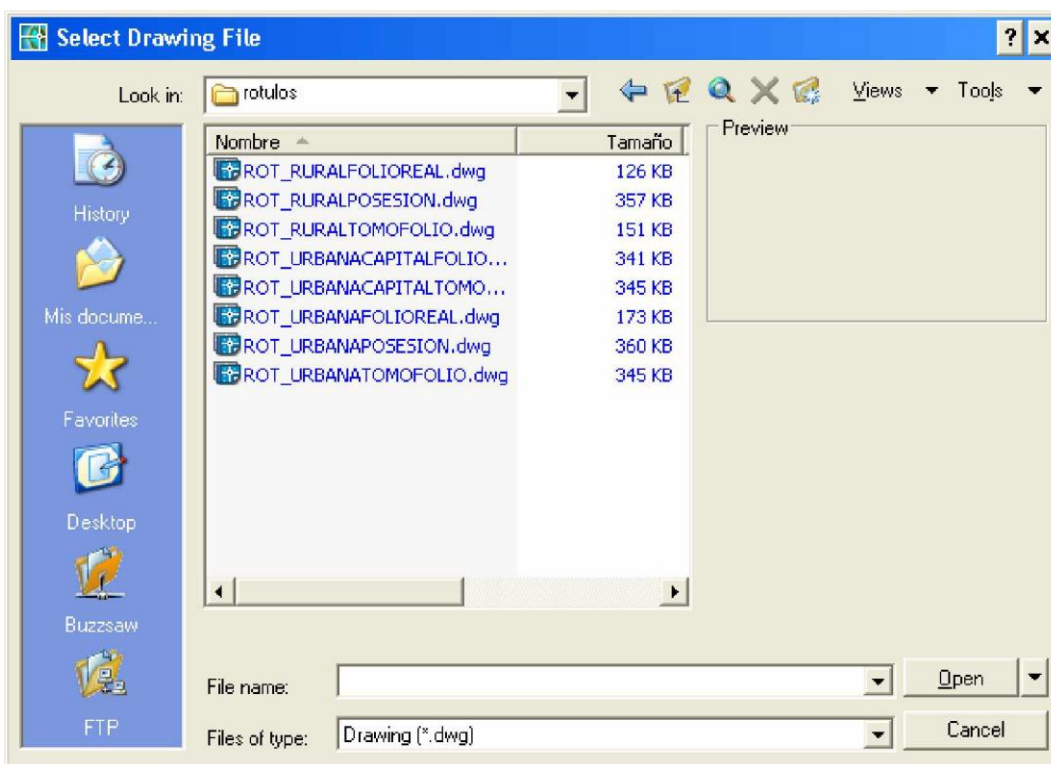 Select Drawing File
Look in: rotulos Views Tools
Nombre Tamaño Preview
ROT_RURALFOLIOREAL.dwg 126 KB
ROT_RURALPOSESION.dwg 357 KB
ROT_RURALTOMOFOLIO.dwg 151 KB
ROT_URBANACAPITALFOLIO... 341 KB
ROT_URBANACAPITALTOMO... 345 KB
ROT_URBANAFOLIOREAL.dwg 173 KB
ROT_URBANAPOSESION.dwg 360 KB
ROT_URBANATOMOFOLIO.dwg 345 KB
History
Mis docume...
Favorites
Desktop
Buzzsaw
FTP
File name: Open
Files of type: Drawing (*.dwg) Cancel